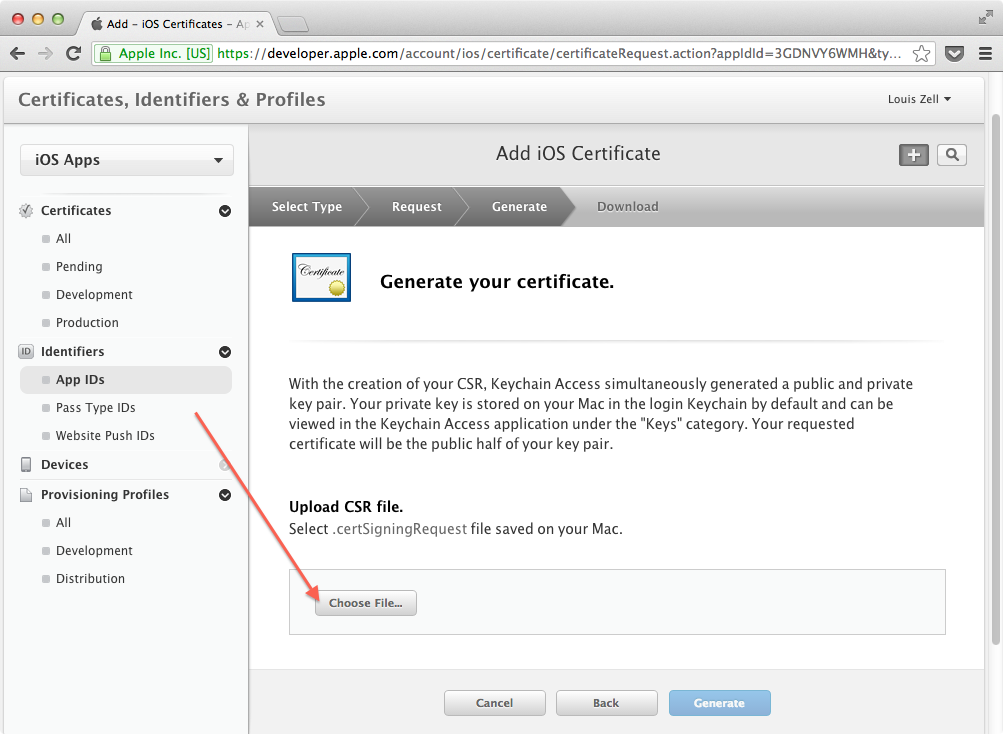 Add – iOS Certificates – Ap
Apple Inc. [US] https://developer.apple.com/account/ios/certificate/certificateRequest.action?appIdId=3GDNVY6WMH&ty...
Certificates, Identifiers & Profiles
Louis Zell
iOS Apps
Certificates
All
Pending
Development
Production
ID Identifiers
App IDs
Pass Type IDs
Website Push IDs
Devices
Provisioning Profiles
All
Development
Distribution
Add iOS Certificate
Select Type
Request
Generate
Download
Certificate
Generate your certificate.
With the creation of your CSR, Keychain Access simultaneously generated a public and private
key pair. Your private key is stored on your Mac in the login Keychain by default and can be
viewed in the Keychain Access application under the "Keys" category. Your requested
certificate will be the public half of your key pair.
Upload CSR file.
Select .certSigningRequest file saved on your Mac.
Choose File...
Cancel
Back
Generate